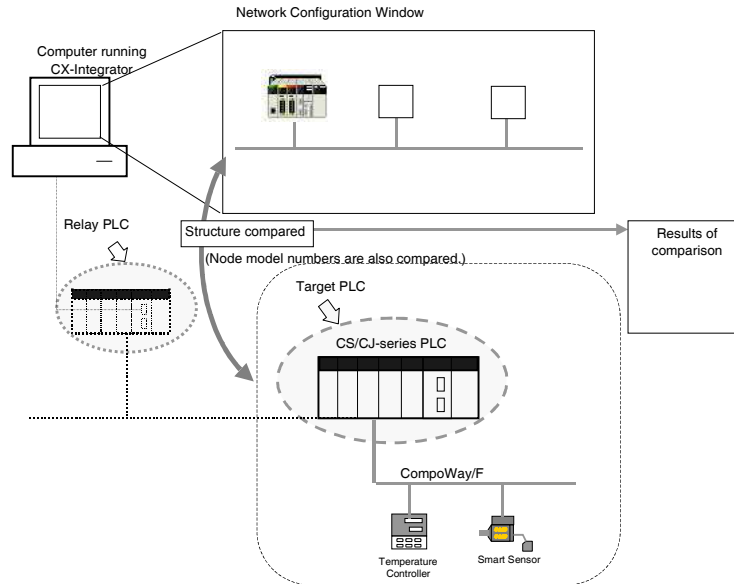 Network Configuration Window
Computer running
CX-Integrator
Relay PLC
Structure compared
(Node model numbers are also compared.)
Results of
comparison
Target PLC
CS/CJ-series PLC
CompoWay/F
Temperature
Controller
Smart Sensor